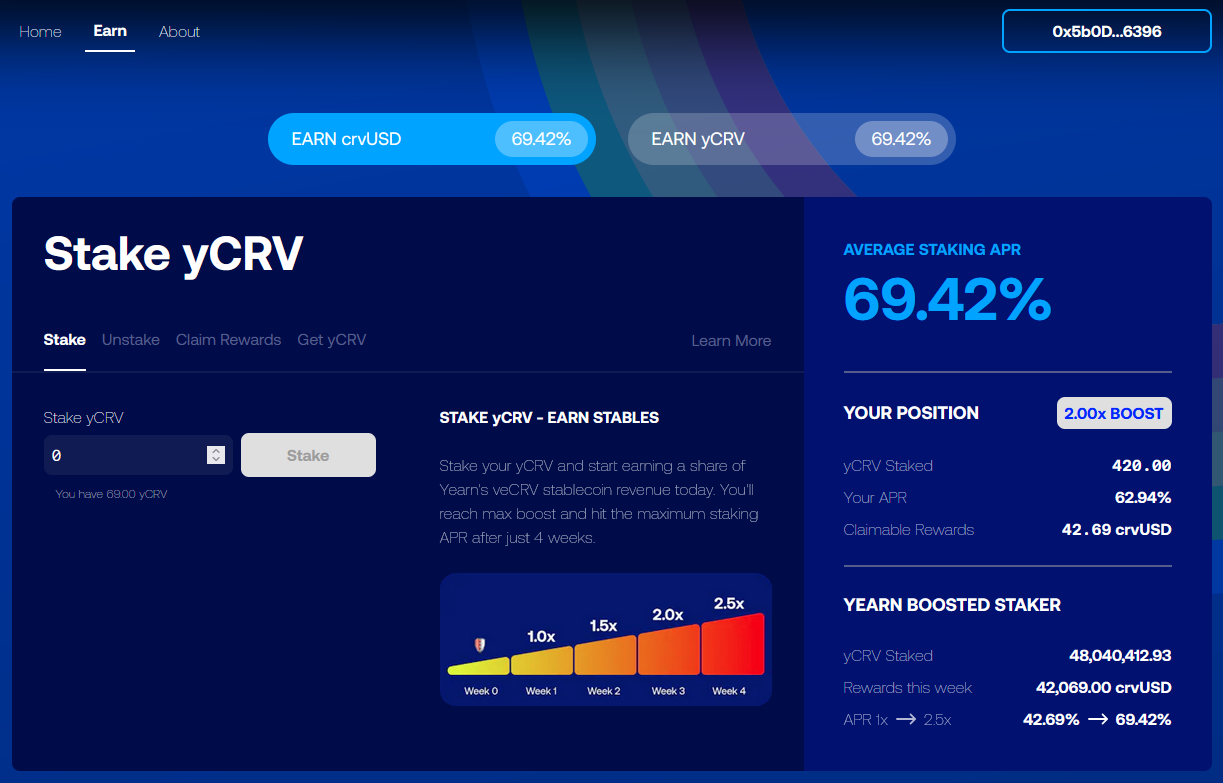 Home Earn About 0x5b0D...6396
EARN crvUSD 69.42% EARN yCRV 69.42%
Stake yCRV
Stake Unstake Claim Rewards Get yCRV Learn More
Stake yCRV
0 Stake
You have 69.00 yCRV
STAKE yCRV - EARN STABLES
Stake your yCRV and start earning a share of
Yearn's veCRV stablecoin revenue today. You'll
reach max boost and hit the maximum staking
APR after just 4 weeks.
1.0x 1.5x 2.0x 2.5x
Week 0 Week 1 Week 2 Week 3 Week 4
AVERAGE STAKING APR
69.42%
YOUR POSITION 2.00x BOOST
yCRV Staked 420.00
Your APR 62.94%
Claimable Rewards 42.69 crvUSD
YEARN BOOSTED STAKER
yCRV Staked 48,040,412.93
Rewards this week 42,069.00 crvUSD
APR 1x → 2.5x 42.69% → 69.42%